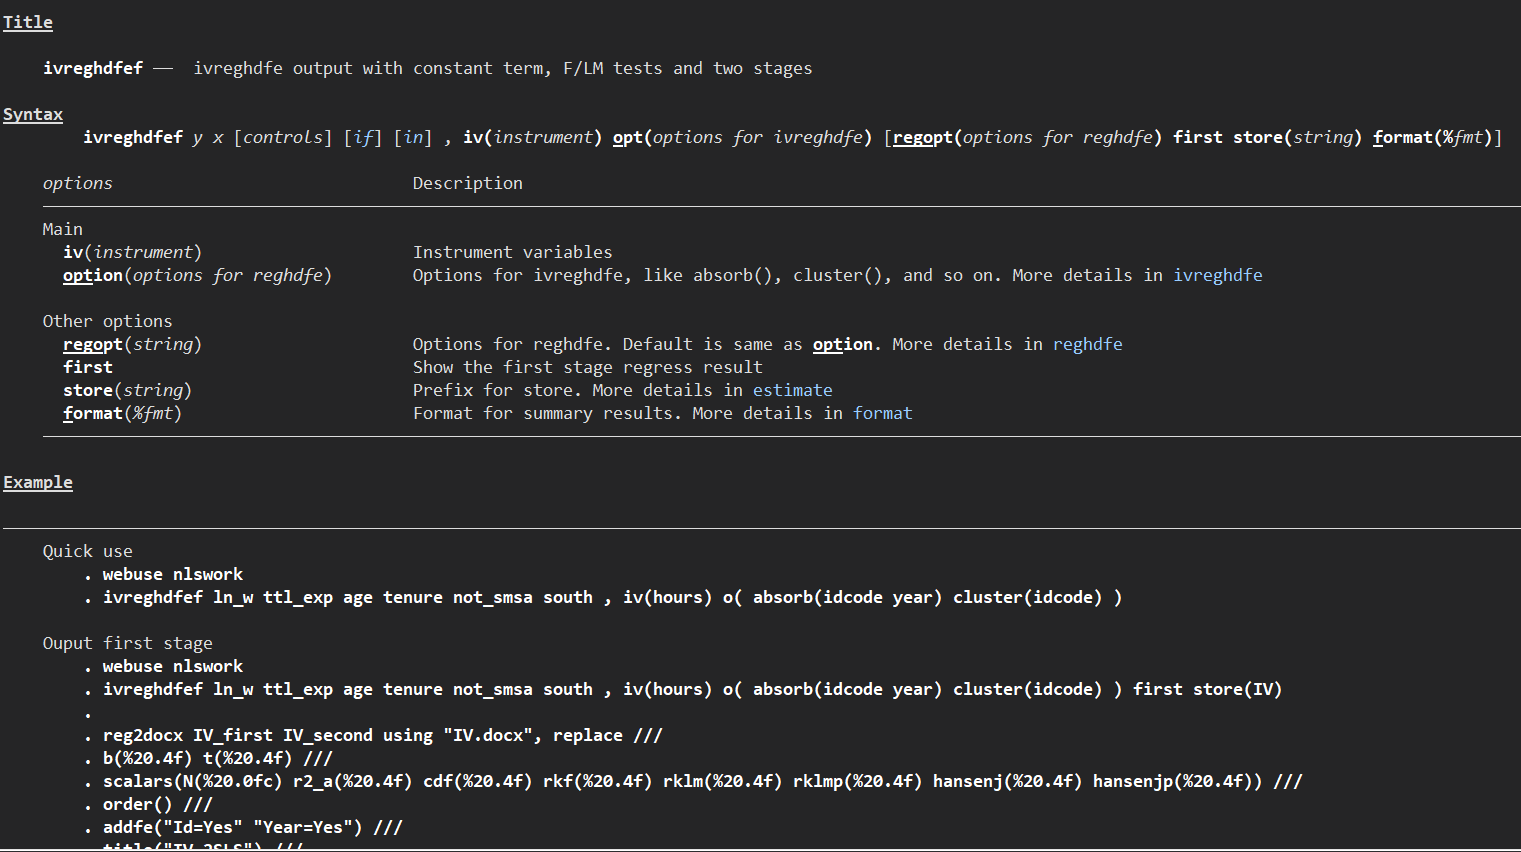 Title
ivreghdfef — ivreghdfe output with constant term, F/LM tests and two stages
Syntax
ivreghdfef y x [controls] [if] [in] , iv(instrument) opt(options for ivreghdfe) [regopt(options for reghdfe) first store(string) format(%fmt)]
options Description
Main
iv(instrument) Instrument variables
option(options for reghdfe) Options for ivreghdfe, like absorb(), cluster(), and so on. More details in ivreghdfe
Other options
regopt(string) Options for reghdfe. Default is same as option. More details in reghdfe
first Show the first stage regress result
store(string) Prefix for store. More details in estimate
format(%fmt) Format for summary results. More details in format
Example
Quick use
. webuse nlswork
. ivreghdfef ln_w ttl_exp age tenure not_smsa south , iv(hours) o( absorb(idcode year) cluster(idcode) )
Ouput first stage
. webuse nlswork
. ivreghdfef ln_w ttl_exp age tenure not_smsa south , iv(hours) o( absorb(idcode year) cluster(idcode) ) first store(IV)
.
. reg2docx IV_first IV_second using "IV.docx", replace ///
. b(%20.4f) t(%20.4f) ///
. scalars(N(%20.0fc) r2_a(%20.4f) cdf(%20.4f) rkf(%20.4f) rklm(%20.4f) rklmp(%20.4f) hansenj(%20.4f) hansenjp(%20.4f)) ///
. order() ///
. addfe("Id=Yes" "Year=Yes") ///
. title("IV-2SLS") ///